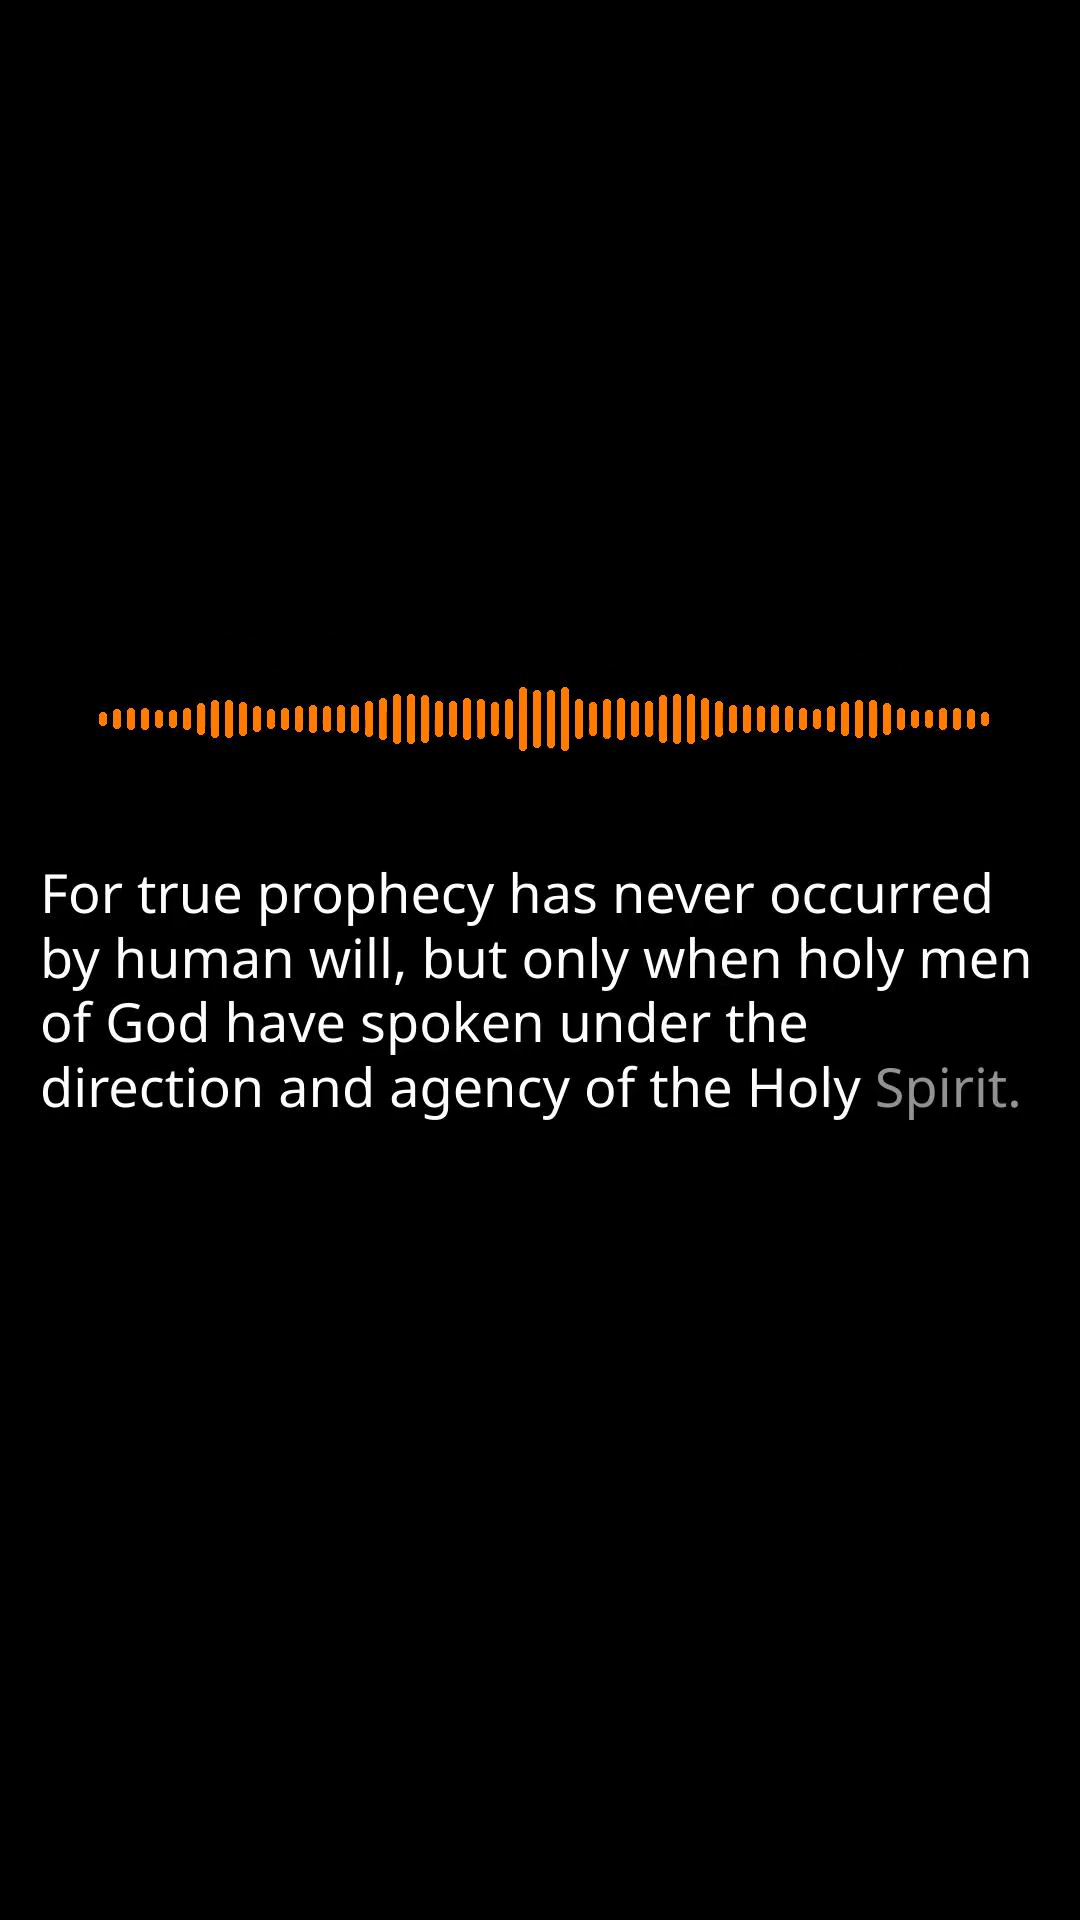 For true prophecy has never occurred
by human will, but only when holy men
of God have spoken under the
direction and agency of the Holy Spirit.